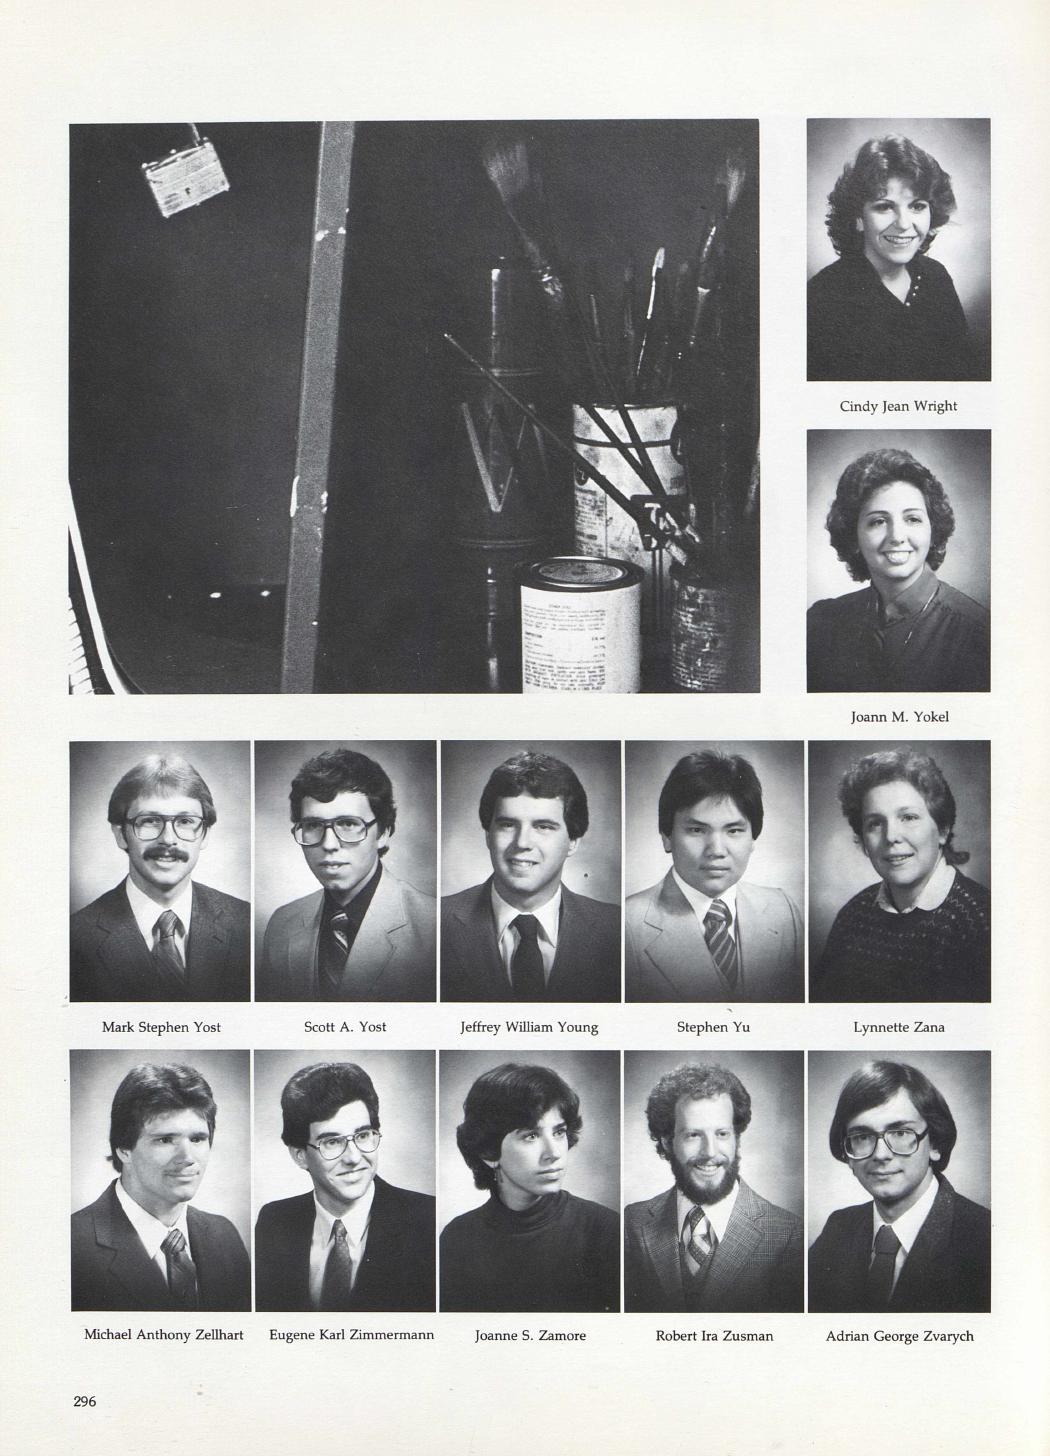 Cindy Jean Wright
Joann M. Yokel
Mark Stephen Yost
Scott A. Yost
Jeffrey William Young
Stephen Yu
Lynnette Zana
Michael Anthony Zellhart
Eugene Karl Zimmermann
Joanne S. Zamore
Robert Ira Zusman
Adrian George Zvarych
296